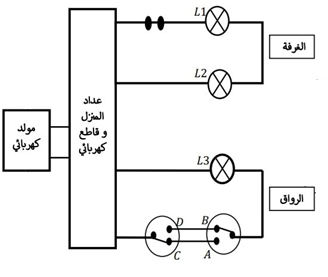 L1
الغرفة
L2
عداد
المنزل
و قاطع
كهربائي
مولد
كهربائي
L3
الرواق
D
B
C
A